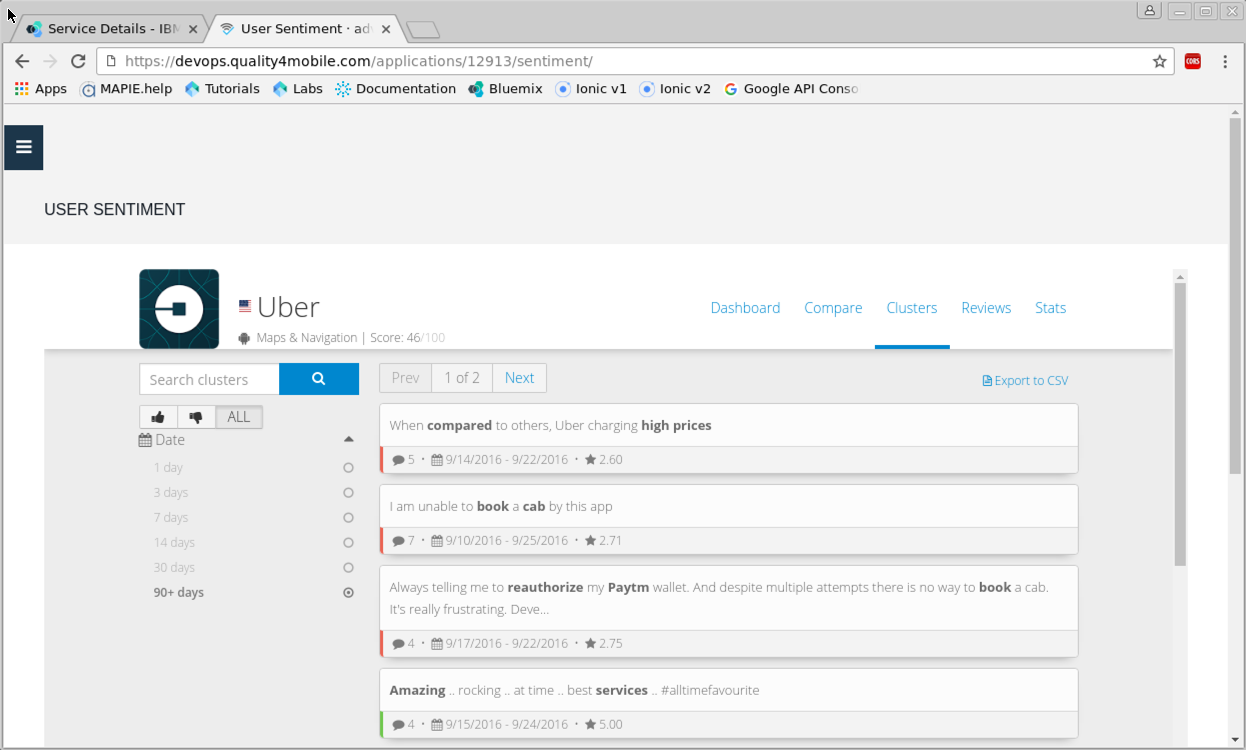 Service Details - IBM
User Sentiment · adv
https://devops.quality4mobile.com/applications/12913/sentiment/
CORS
Apps MAPIE.help Tutorials Labs Documentation Bluemix Ionic v1 Ionic v2 Google API Conso
USER SENTIMENT
Uber
Maps & Navigation | Score: 46/100
Dashboard Compare Clusters Reviews Stats
Search clusters
Prev 1 of 2 Next
Export to CSV
ALL
Date
1 day
3 days
7 days
14 days
30 days
90+ days
When compared to others, Uber charging high prices
5 · 9/14/2016 - 9/22/2016 · 2.60
I am unable to book a cab by this app
7 · 9/10/2016 - 9/25/2016 · 2.71
Always telling me to reauthorize my Paytm wallet. And despite multiple attempts there is no way to book a cab.
It's really frustrating. Deve...
4 · 9/17/2016 - 9/22/2016 · 2.75
Amazing .. rocking .. at time .. best services .. #alltimefavourite
4 · 9/15/2016 - 9/24/2016 · 5.00